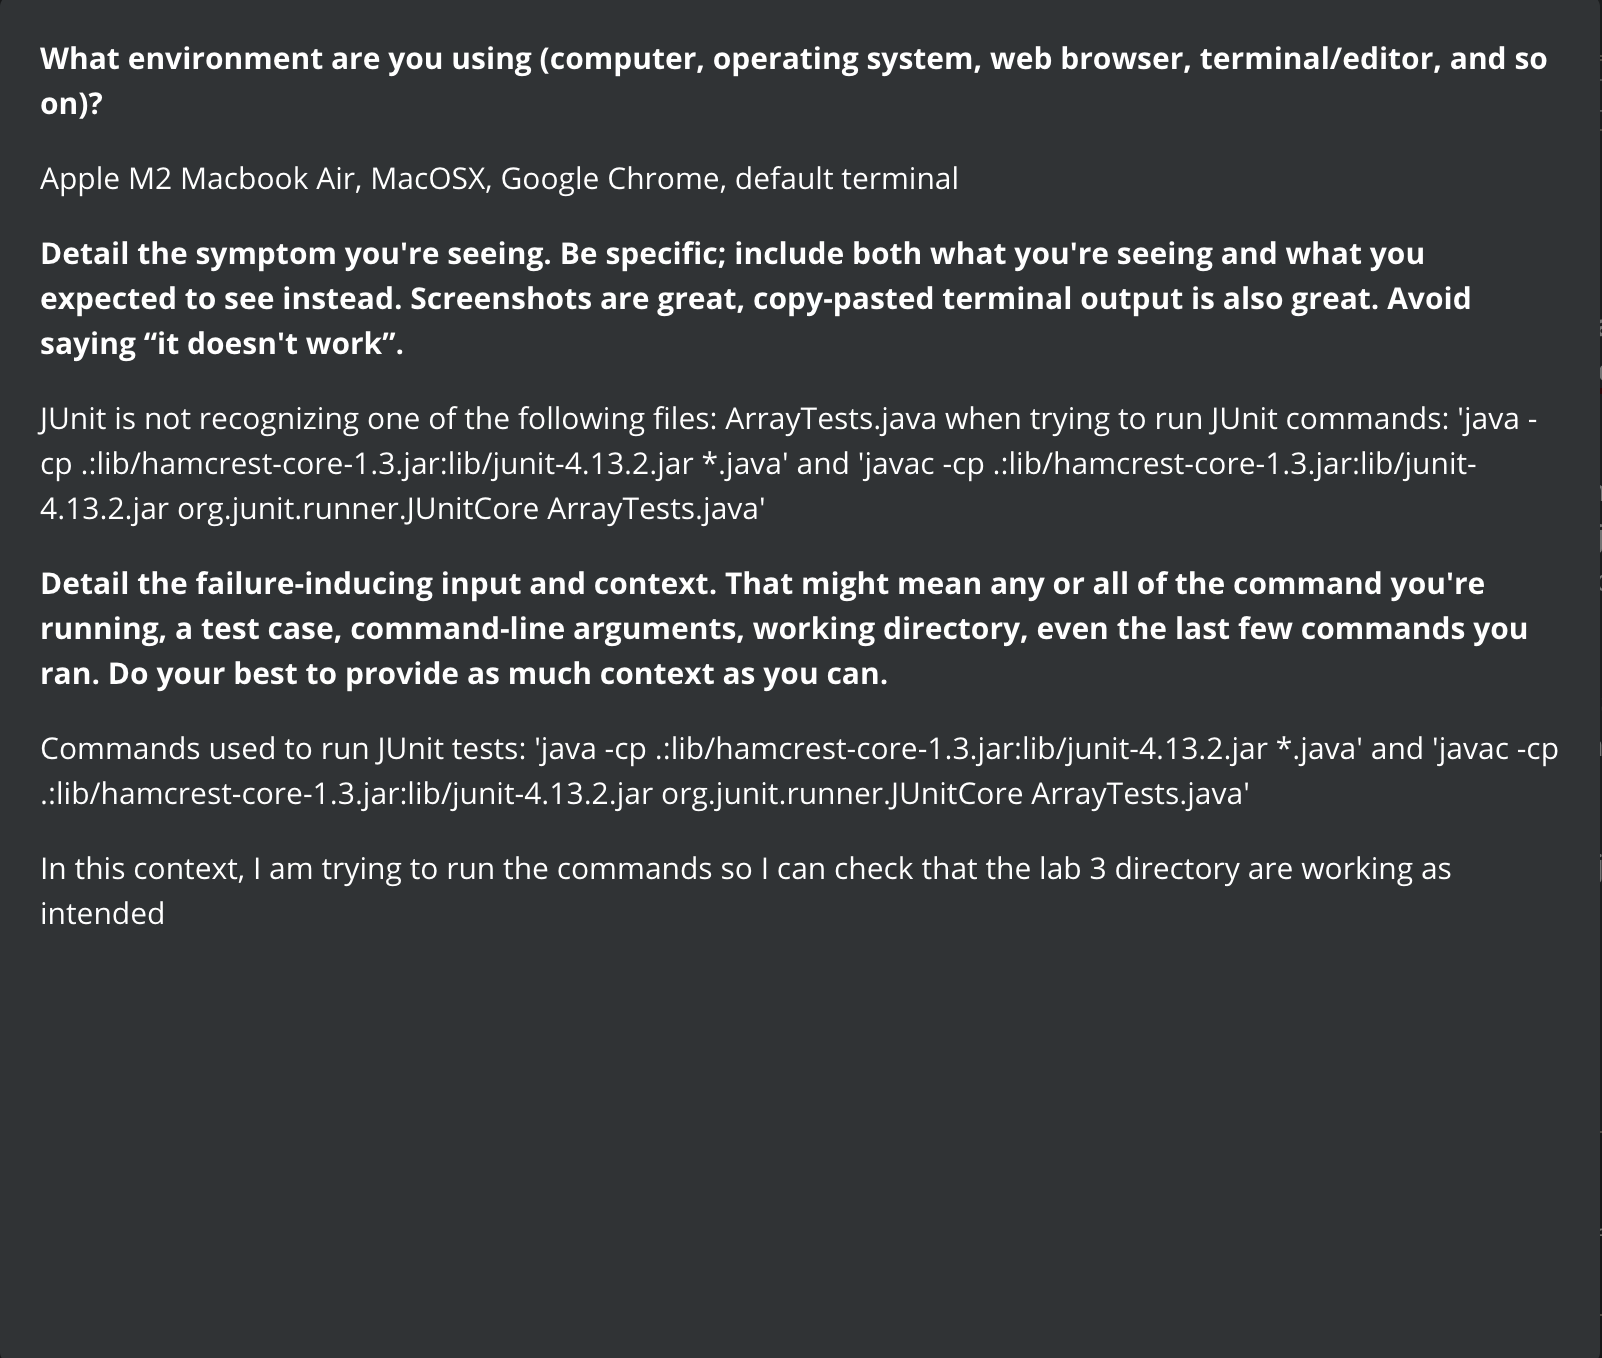 What environment are you using (computer, operating system, web browser, terminal/editor, and so
on)?
Apple M2 Macbook Air, MacOSX, Google Chrome, default terminal
Detail the symptom you're seeing. Be specific; include both what you're seeing and what you
expected to see instead. Screenshots are great, copy-pasted terminal output is also great. Avoid
saying “it doesn't work”.
JUnit is not recognizing one of the following files: ArrayTests.java when trying to run JUnit commands: 'java -
cp .:lib/hamcrest-core-1.3.jar:lib/junit-4.13.2.jar *.java' and 'javac -cp .:lib/hamcrest-core-1.3.jar:lib/junit-
4.13.2.jar org.junit.runner.JUnitCore ArrayTests.java'
Detail the failure-inducing input and context. That might mean any or all of the command you're
running, a test case, command-line arguments, working directory, even the last few commands you
ran. Do your best to provide as much context as you can.
Commands used to run JUnit tests: 'java -cp .:lib/hamcrest-core-1.3.jar:lib/junit-4.13.2.jar *.java' and 'javac -cp
.:lib/hamcrest-core-1.3.jar:lib/junit-4.13.2.jar org.junit.runner.JUnitCore ArrayTests.java'
In this context, I am trying to run the commands so I can check that the lab 3 directory are working as
intended